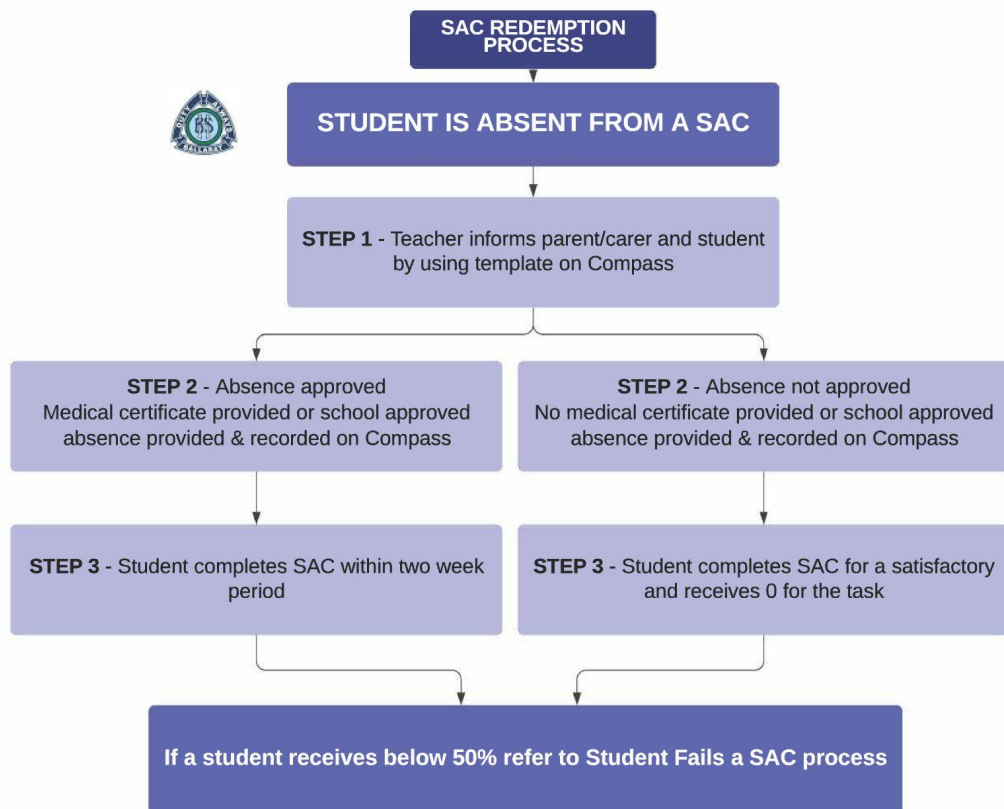 SAC REDEMPTION
PROCESS
DUTY ALWAYS
BHS
BALLARAT
STUDENT IS ABSENT FROM A SAC
STEP 1 - Teacher informs parent/carer and student
by using template on Compass
STEP 2 - Absence approved
Medical certificate provided or school approved
absence provided & recorded on Compass
STEP 2 - Absence not approved
No medical certificate provided or school approved
absence provided & recorded on Compass
STEP 3 - Student completes SAC within two week
period
STEP 3 - Student completes SAC for a satisfactory
and receives 0 for the task
If a student receives below 50% refer to Student Fails a SAC process